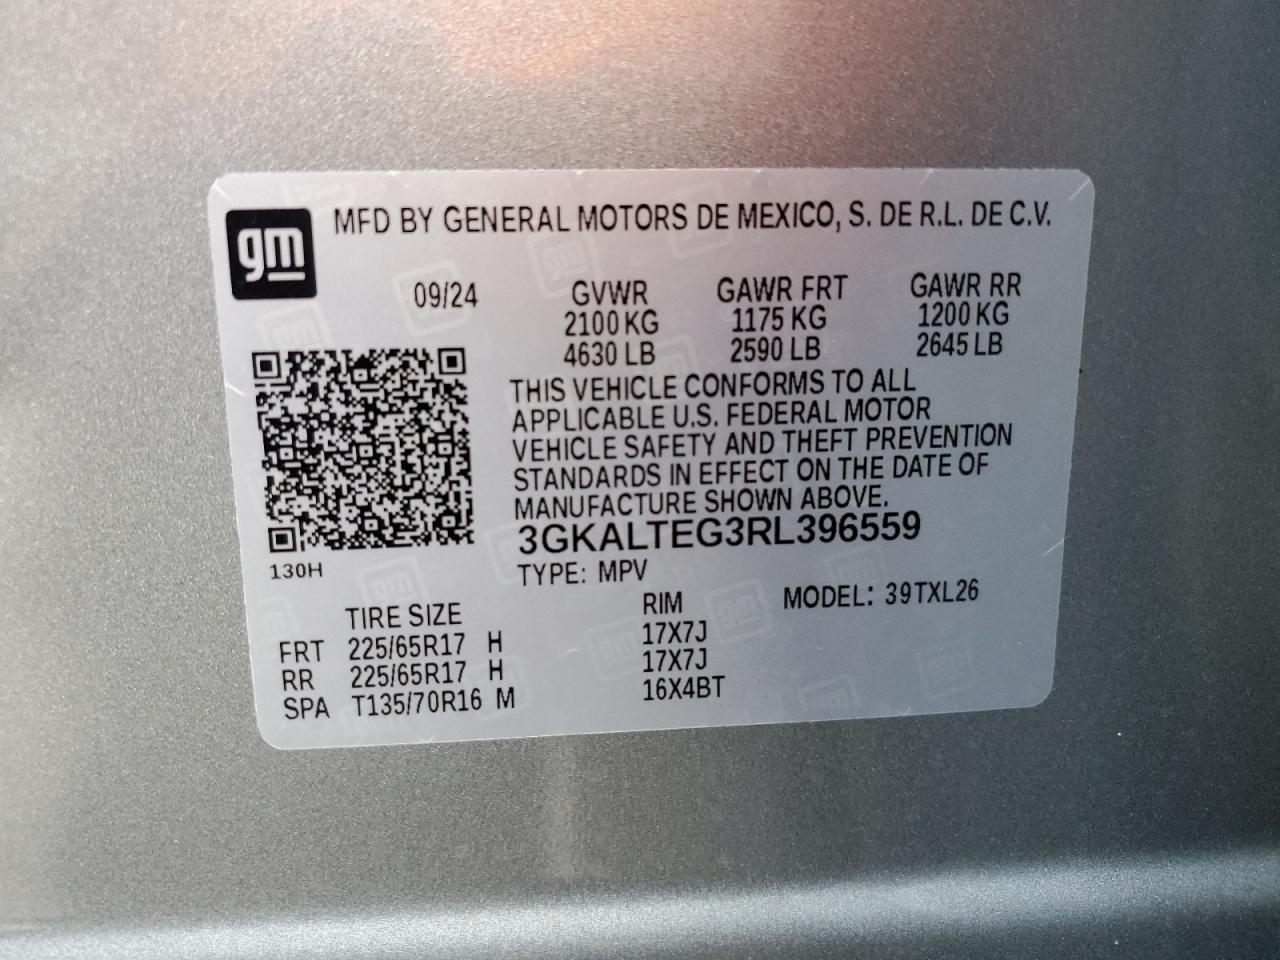 gm
MFD BY GENERAL MOTORS DE MEXICO, S. DE R.L. DE C.V.
09/24 GVWR GAWR FRT GAWR RR
2100 KG 1175 KG 1200 KG
4630 LB 2590 LB 2645 LB
THIS VEHICLE CONFORMS TO ALL
APPLICABLE U.S. FEDERAL MOTOR
VEHICLE SAFETY AND THEFT PREVENTION
STANDARDS IN EFFECT ON THE DATE OF
MANUFACTURE SHOWN ABOVE.
3GKALTEG3RL396559
130H
TYPE: MPV
TIRE SIZE RIM MODEL: 39TXL26
FRT 225/65R17 H 17X7J
RR 225/65R17 H 17X7J
SPA T135/70R16 M 16X4BT